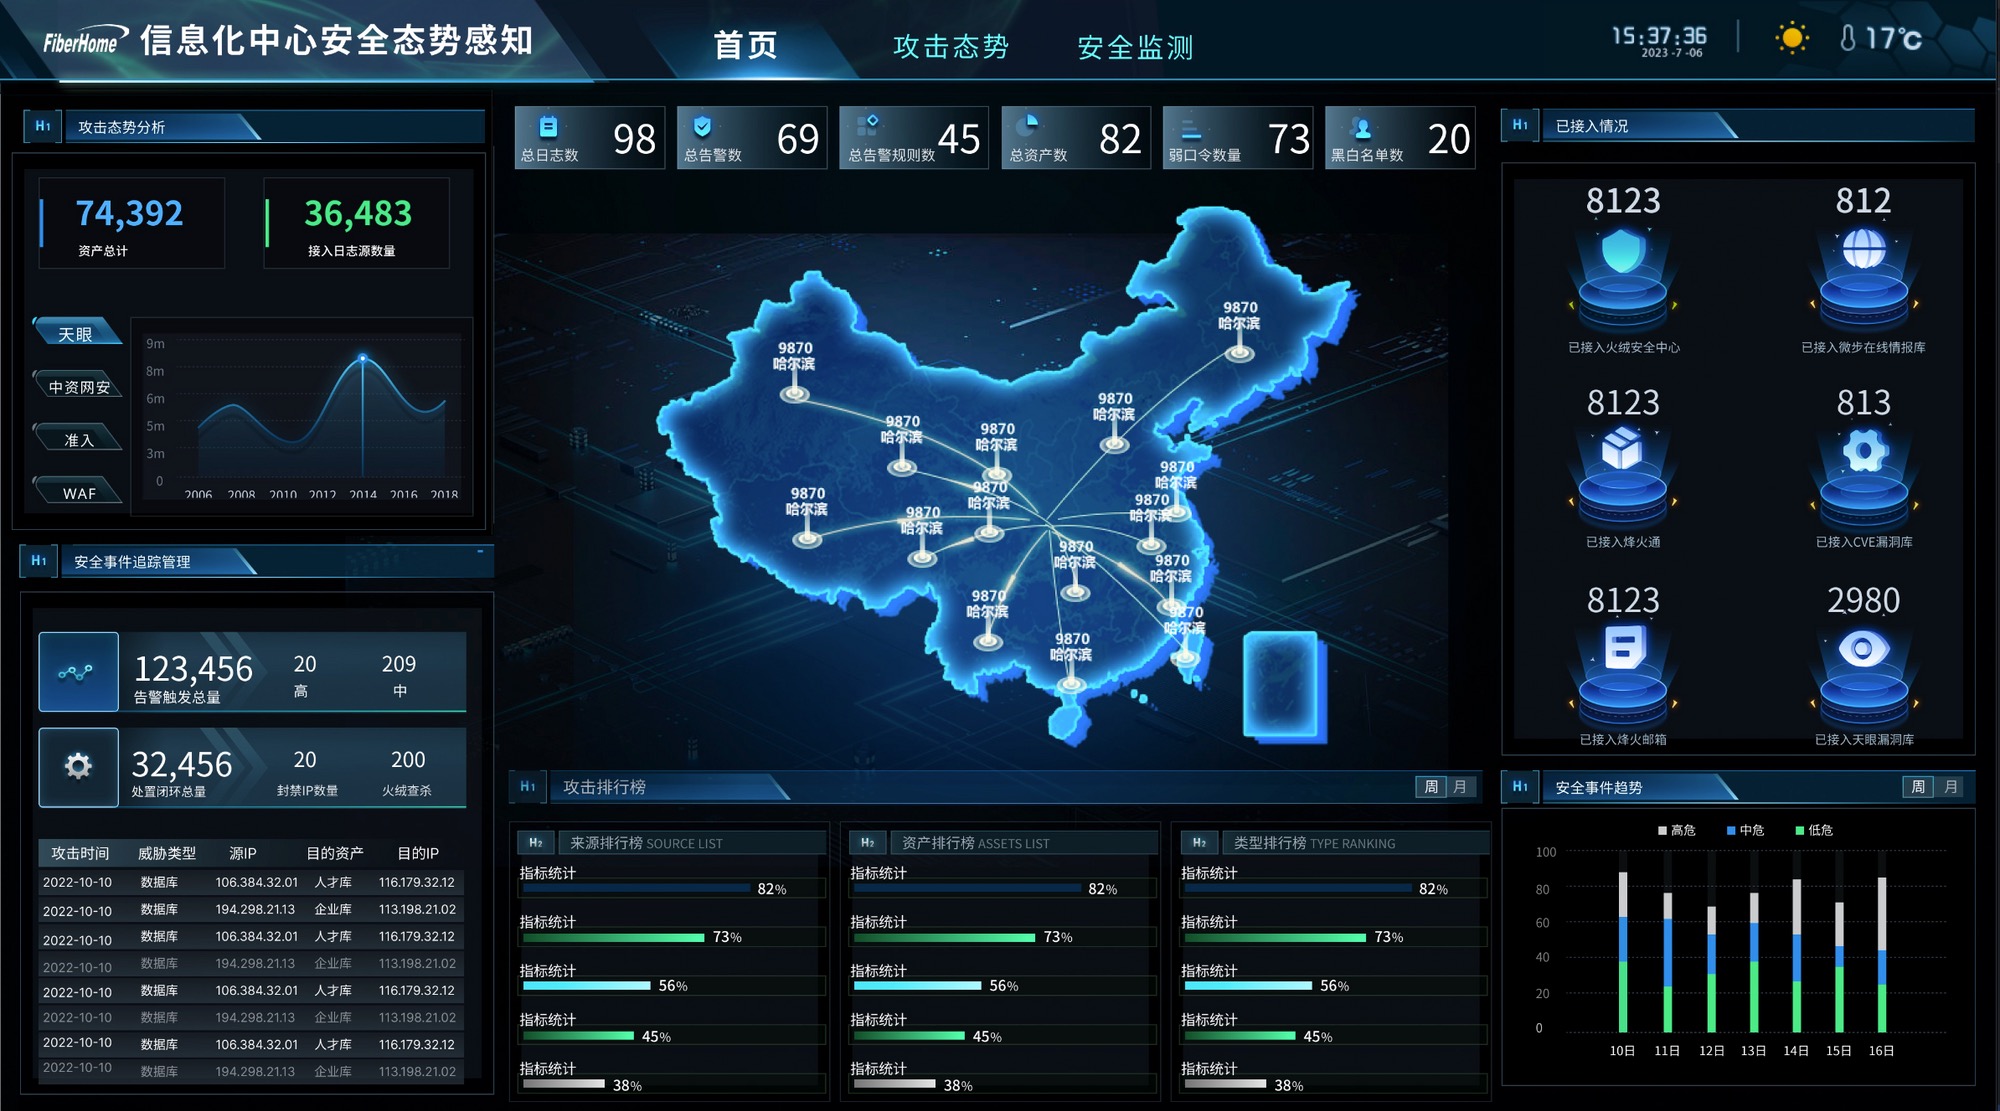 FiberHome 信息化中心安全态势感知
首页
攻击态势
安全监测
15:37:36
2023 -7 -06
17℃
H1 攻击态势分析
74,392
资产总计
36,483
接入日志源数量
天眼
中资网安
准入
WAF
9m
8m
6m
5m
3m
0
2006 2008 2010 2012 2014 2016 2018
H1 安全事件追踪管理
123,456
告警触发总量
20
高
209
中
32,456
处置闭环总量
20
封禁IP数量
200
火绒查杀
攻击时间 威胁类型 源IP 目的资产 目的IP
2022-10-10 数据库 106.384.32.01 人才库 116.179.32.12
2022-10-10 数据库 194.298.21.13 企业库 113.198.21.02
2022-10-10 数据库 106.384.32.01 人才库 116.179.32.12
2022-10-10 数据库 194.298.21.13 企业库 113.198.21.02
2022-10-10 数据库 106.384.32.01 人才库 116.179.32.12
2022-10-10 数据库 194.298.21.13 企业库 113.198.21.02
2022-10-10 数据库 106.384.32.01 人才库 116.179.32.12
2022-10-10 数据库 194.298.21.13 企业库 113.198.21.02
总日志数 98
总告警数 69
总告警规则数 45
总资产数 82
弱口令数量 73
黑白名单数 20
9870
哈尔滨
9870
哈尔滨
9870
哈尔滨
9870
哈尔滨
9870
哈尔滨
9870
哈尔滨
9870
哈尔滨
9870
哈尔滨
9870
哈尔滨
9870
哈尔滨
9870
哈尔滨
9870
哈尔滨
9870
哈尔滨
9870
哈尔滨
9870
哈尔滨
H1 攻击排行榜
周 月
H2 来源排行榜 SOURCE LIST
指标统计
82%
指标统计
73%
指标统计
56%
指标统计
45%
指标统计
38%
H2 资产排行榜 ASSETS LIST
指标统计
82%
指标统计
73%
指标统计
56%
指标统计
45%
指标统计
38%
H2 类型排行榜 TYPE RANKING
指标统计
82%
指标统计
73%
指标统计
56%
指标统计
45%
指标统计
38%
H1 已接入情况
8123
已接入火绒安全中心
812
已接入微步在线情报库
8123
已接入烽火通
813
已接入CVE漏洞库
8123
已接入烽火邮箱
2980
已接入天眼漏洞库
H1 安全事件趋势
周 月
高危 中危 低危
100
80
60
40
20
0
10日 11日 12日 13日 14日 15日 16日